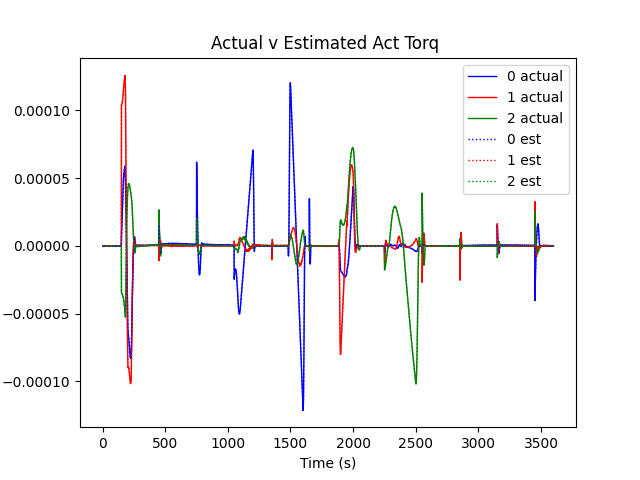 Actual v Estimated Act Torq
0 actual
1 actual
2 actual
0 est
1 est
2 est
0.00010
0.00005
0.00000
−0.00005
−0.00010
0 500 1000 1500 2000 2500 3000 3500
Time (s)